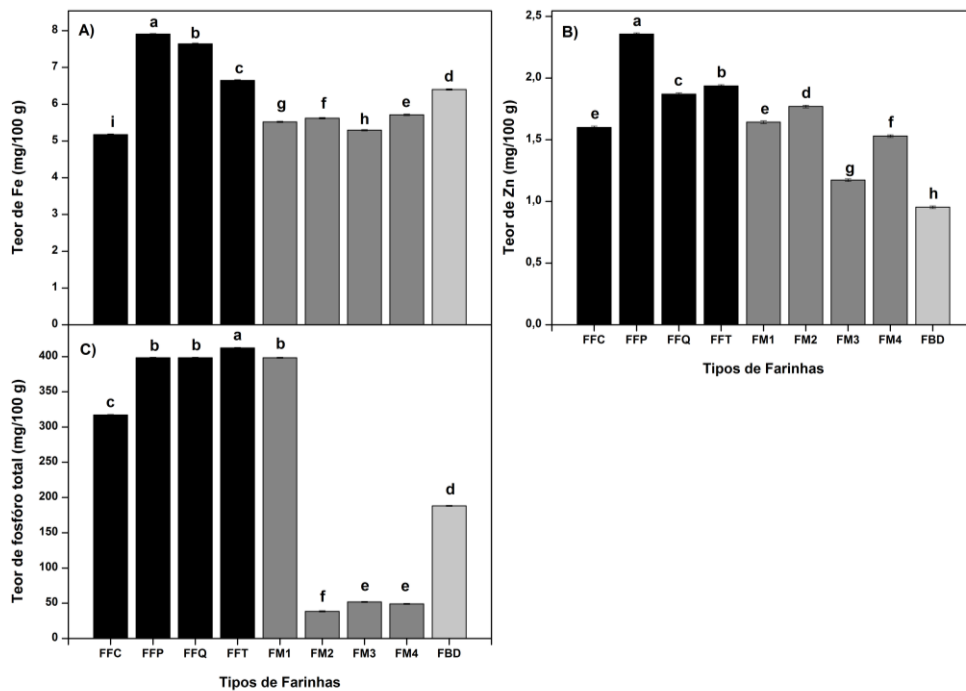 A)
Teor de Fe (mg/100 g)
8
7
6
5
4
3
2
1
0
i
a
b
c
g
f
h
e
d
B)
Teor de Zn (mg/100 g)
2,5
2,0
1,5
1,0
0,5
0,0
e
a
c
b
e
d
g
f
h
FFC FFP FFQ FFT FM1 FM2 FM3 FM4 FBD
Tipos de Farinhas
C)
Teor de fosfóro total (mg/100 g)
400
350
300
250
200
150
100
50
0
c
b
b
a
b
f
e
e
d
FFC FFP FFQ FFT FM1 FM2 FM3 FM4 FBD
Tipos de Farinhas